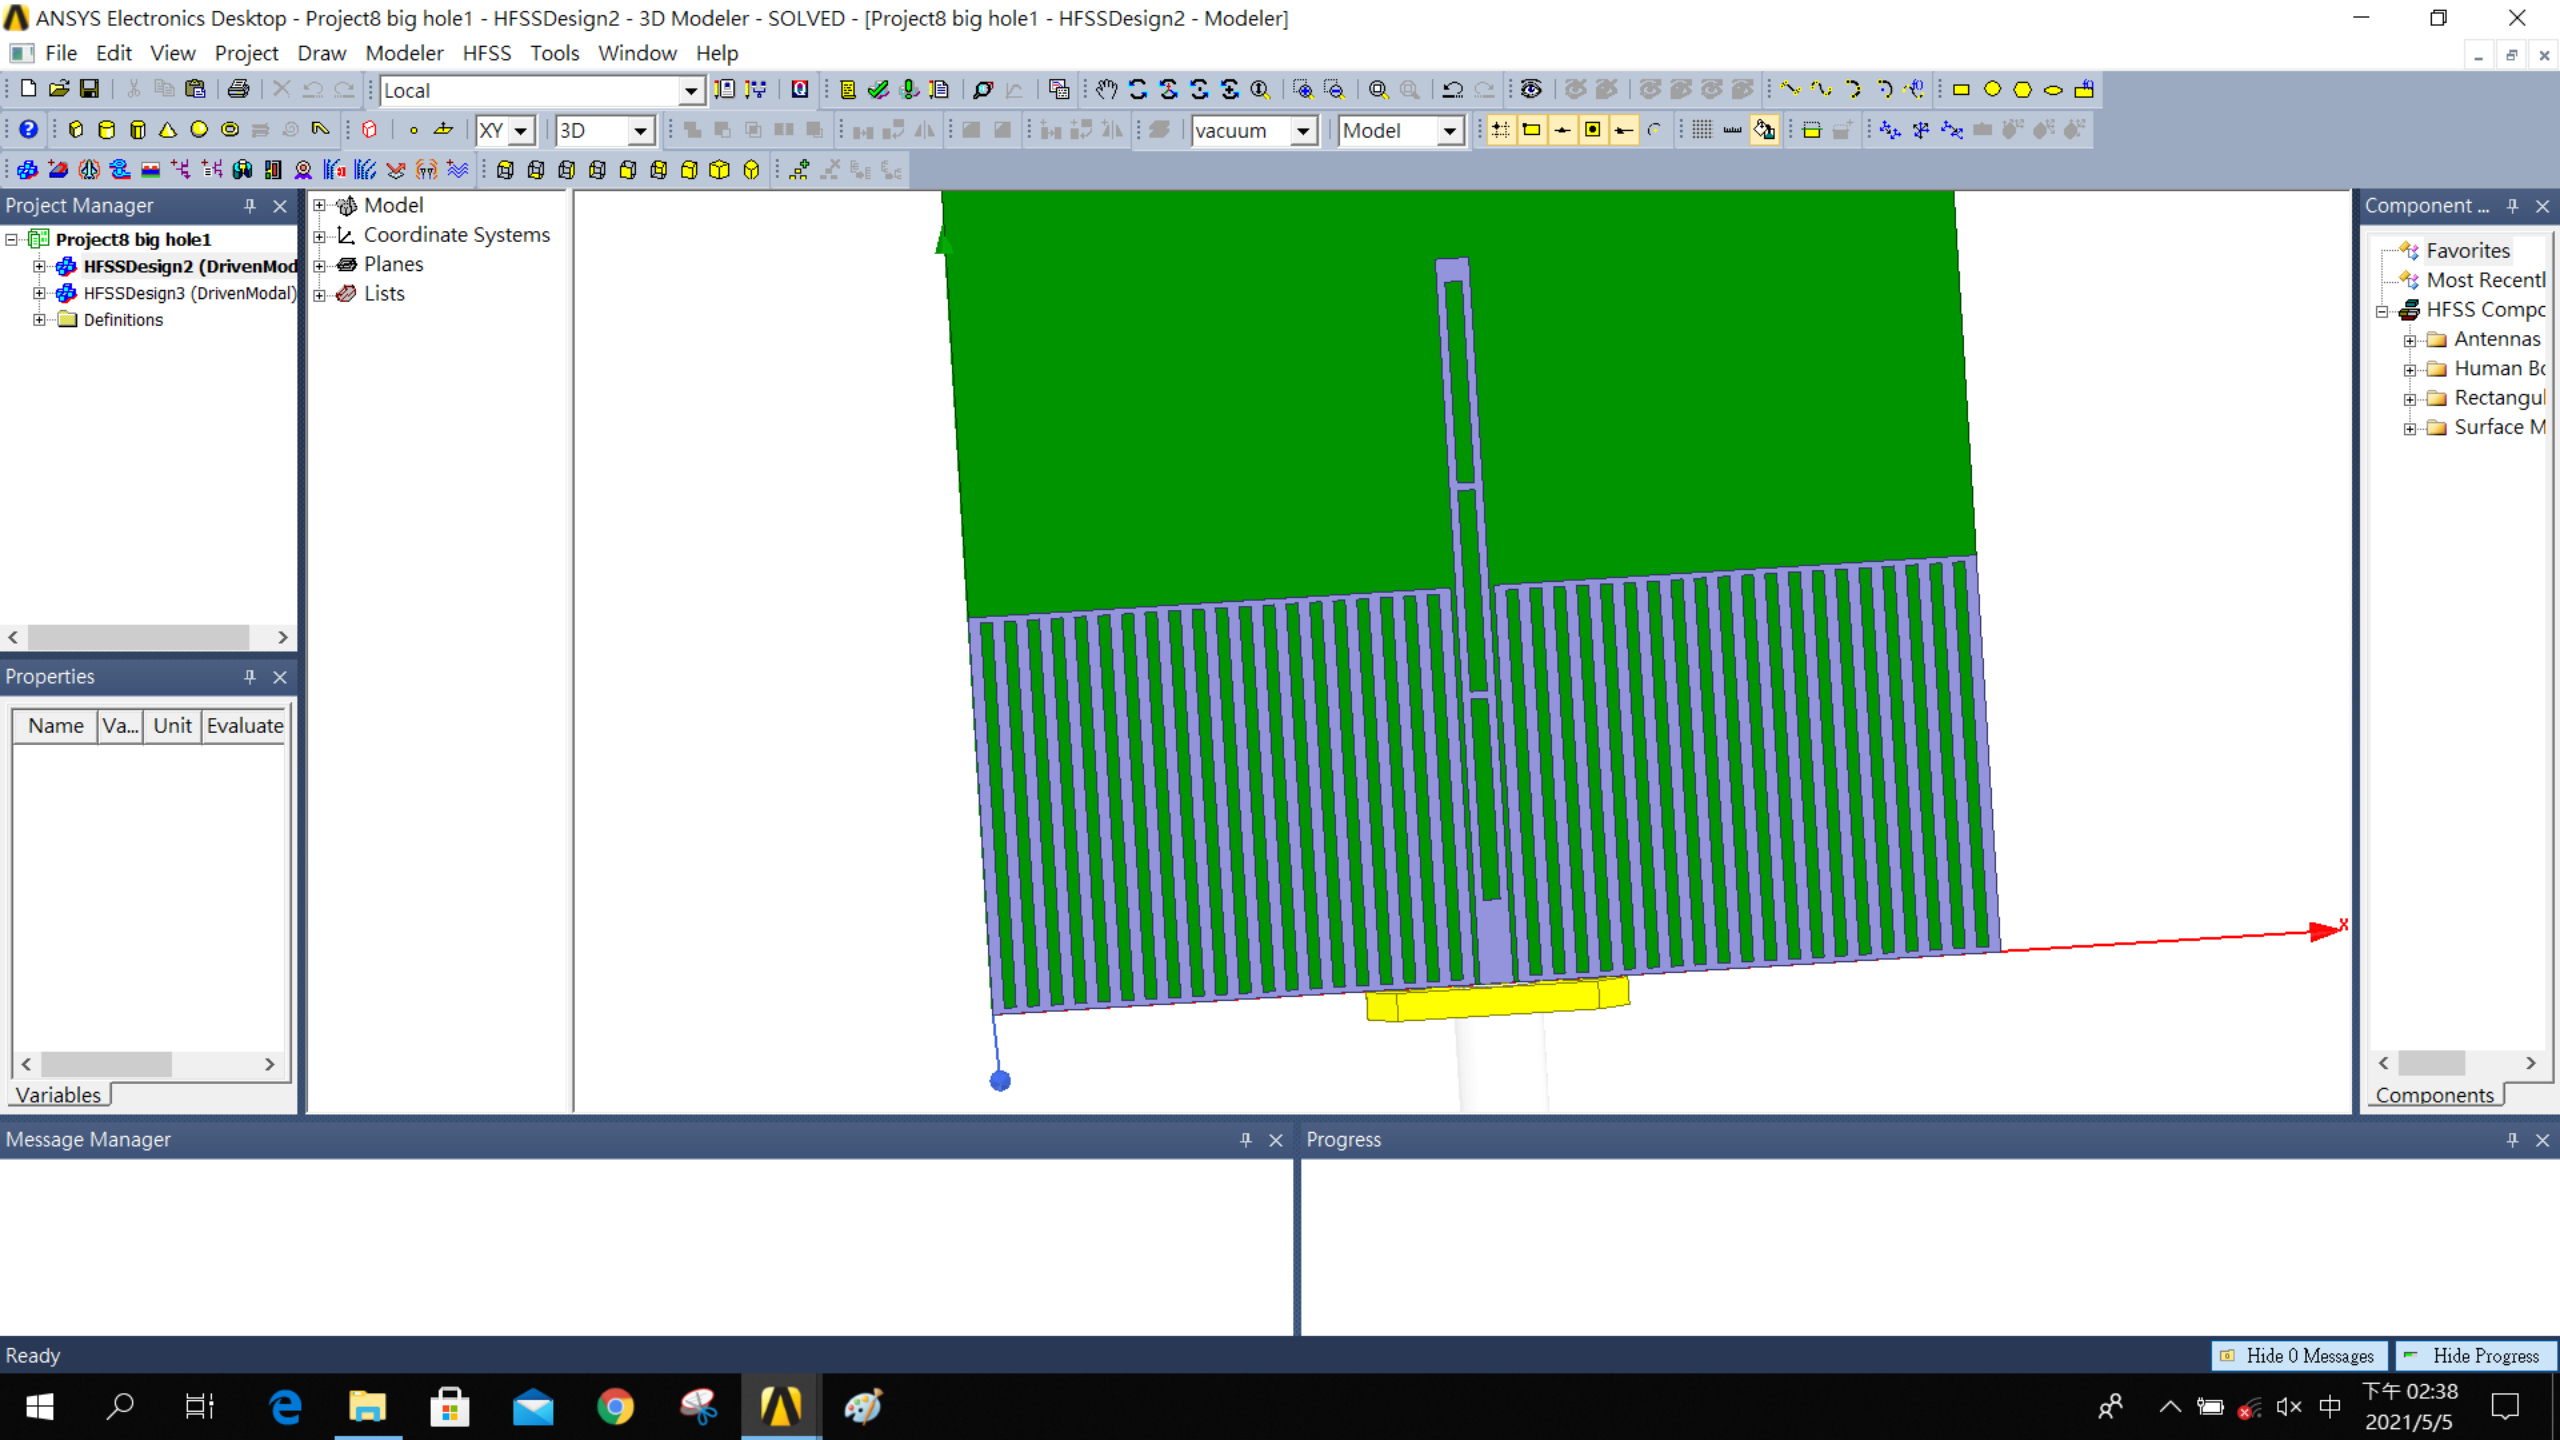 ANSYS Electronics Desktop - Project8 big hole1 - HFSSDesign2 - 3D Modeler - SOLVED - [Project8 big hole1 - HFSSDesign2 - Modeler]
File Edit View Project Draw Modeler HFSS Tools Window Help
Local
XY 3D vacuum Model
Project Manager
Project8 big hole1
HFSSDesign2 (DrivenMod
HFSSDesign3 (DrivenModal)
Definitions
Properties
Name Va... Unit Evaluate
Variables
Model
Coordinate Systems
Planes
Lists
X
Component ...
Favorites
Most Recentl
HFSS Compo
Antennas
Human Bo
Rectangul
Surface M
Components
Message Manager
Progress
Ready
Hide 0 Messages
Hide Progress
中
下午 02:38
2021/5/5